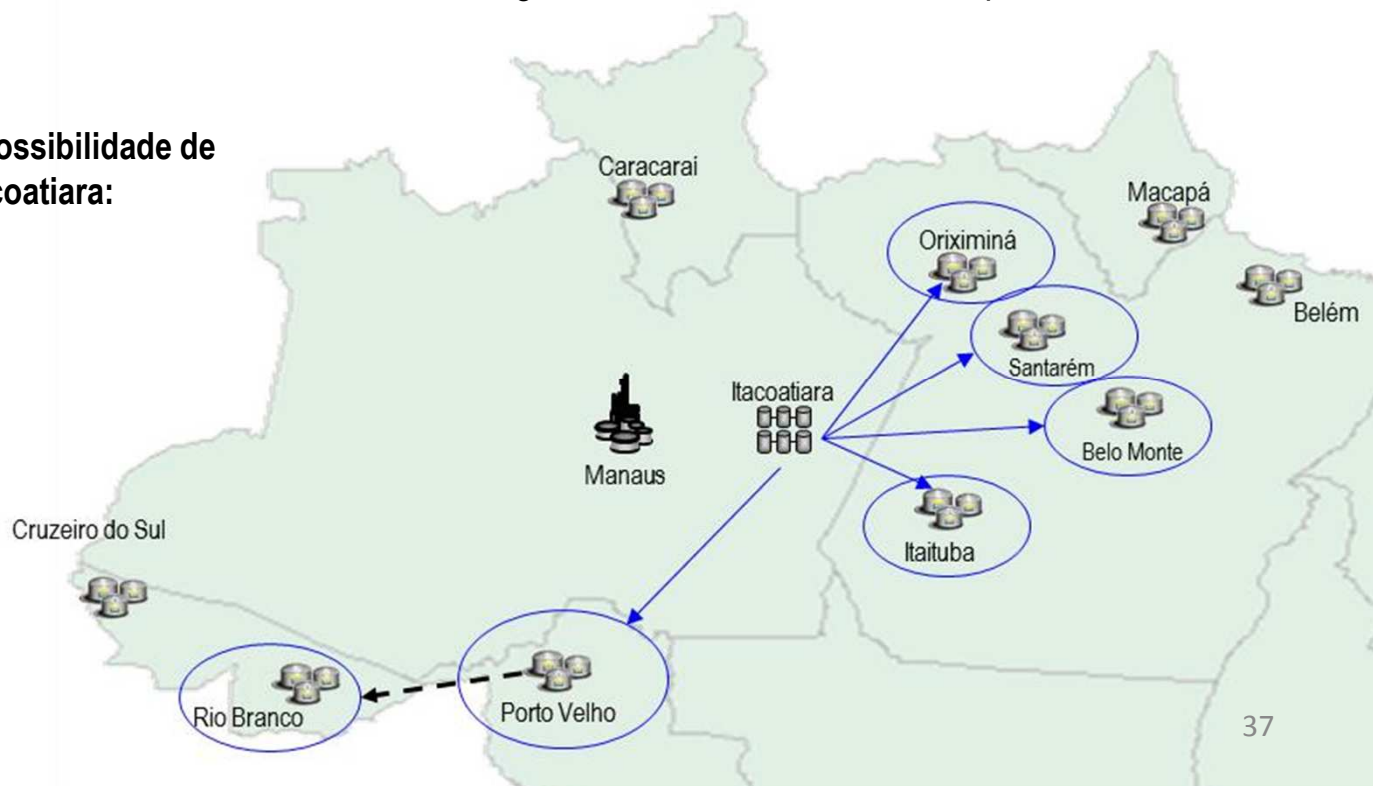 ossibilidade de
coatiara:
Caracaraí
Macapá
Oriximiná
Belém
Santarém
Itacoatiara
Belo Monte
Manaus
Cruzeiro do Sul
Itaituba
Rio Branco
Porto Velho
37